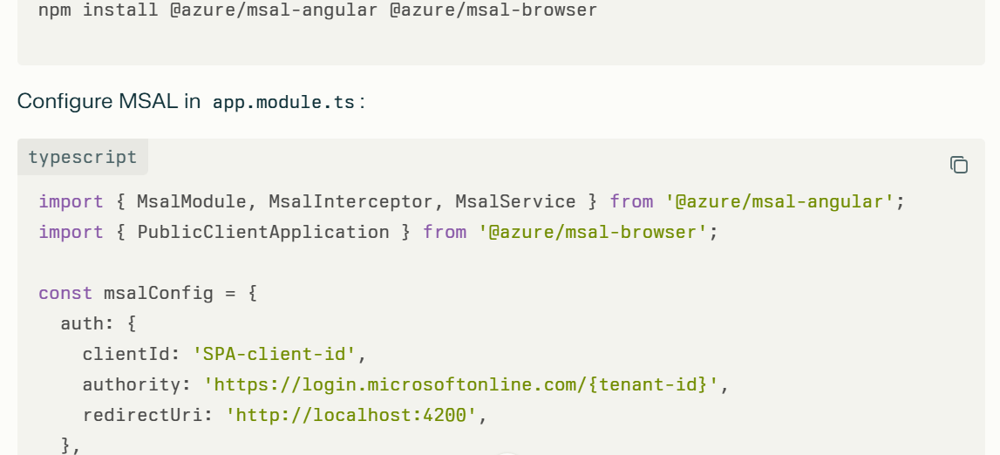 npm install @azure/msal-angular @azure/msal-browser
Configure MSAL in app.module.ts:
typescript
import { MsalModule, MsalInterceptor, MsalService } from '@azure/msal-angular';
import { PublicClientApplication } from '@azure/msal-browser';
const msalConfig = {
auth: {
clientId: 'SPA-client-id',
authority: 'https://login.microsoftonline.com/{tenant-id}',
redirectUri: 'http://localhost:4200',
},